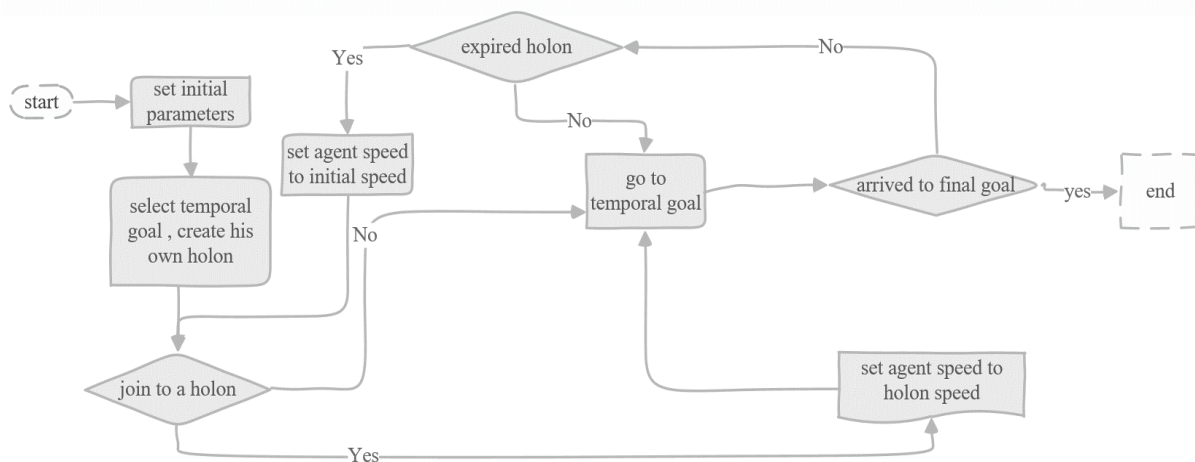 start
set initial
parameters
select temporal
goal , create his
own holon
join to a holon
Yes
No
set agent speed
to initial speed
Yes
expired holon
No
No
go to
temporal goal
arrived to final goal
yes
end
set agent speed to
holon speed